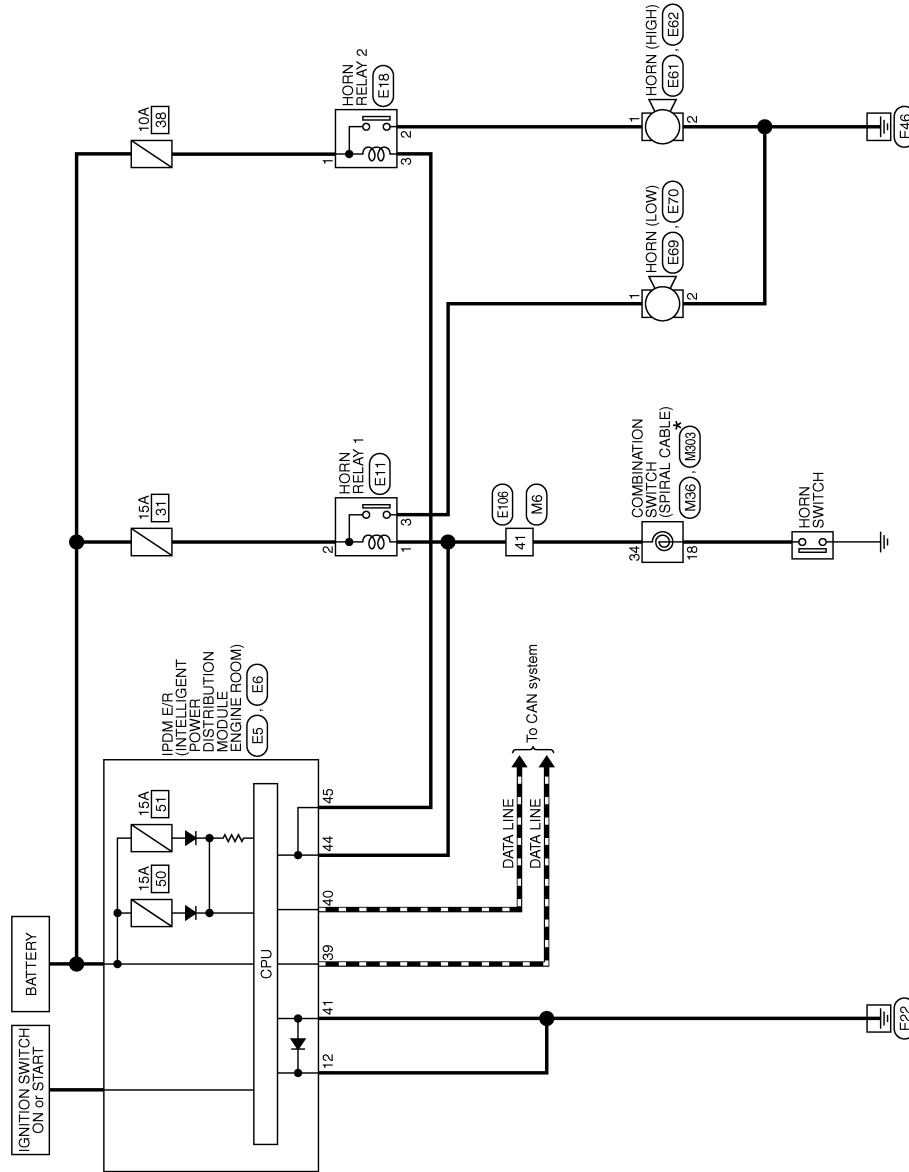 IGNITION SWITCH
ON or START
BATTERY
IPDM E/R
(INTELLIGENT
POWER
DISTRIBUTION
MODULE
ENGINE ROOM)
E5 , E6
15A
50
15A
51
CPU
12
41
39
40
44
45
DATA LINE
DATA LINE
To CAN system
E22
15A
31
10A
38
HORN
RELAY 1
E11
2
1
3
HORN
RELAY 2
E18
1
3
2
E106
41
M6
COMBINATION
SWITCH
(SPIRAL CABLE)
M36 , M303 *
34
18
HORN
SWITCH
HORN (LOW)
E69 , E70
1
2
HORN (HIGH)
E61 , E62
1
2
E46